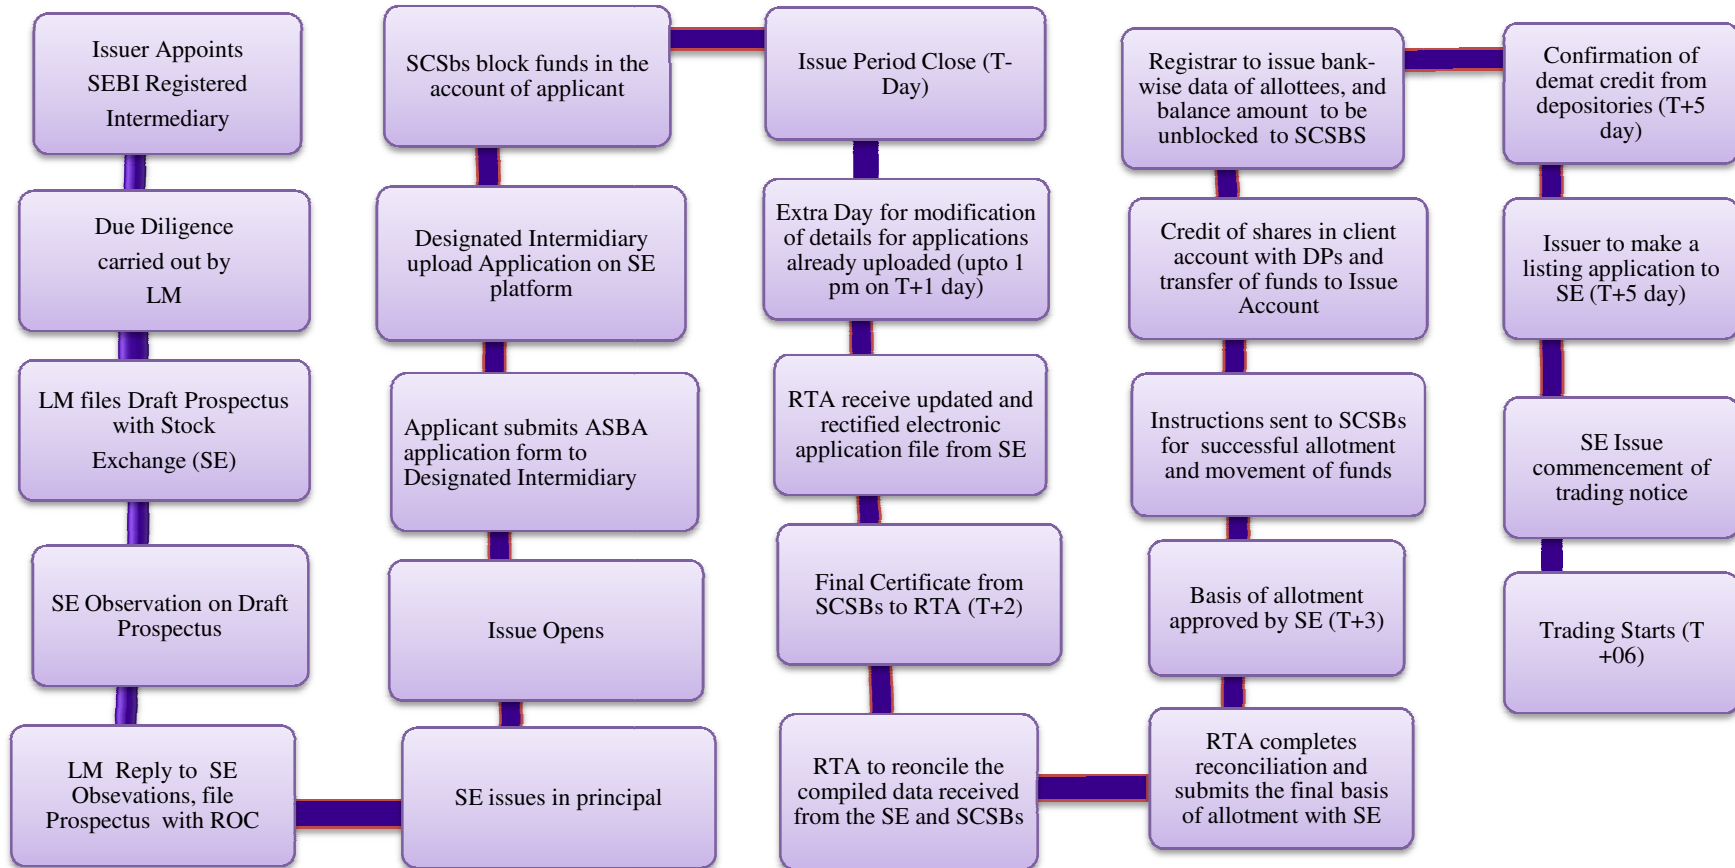 Issuer Appoints
SEBI Registered
Intermediary
Due Diligence
carried out by
LM
LM files Draft Prospectus
with Stock
Exchange (SE)
SE Observation on Draft
Prospectus
LM Reply to SE
Obsevations, file
Prospectus with ROC
SE issues in principal
Issue Opens
Applicant submits ASBA
application form to
Designated Intermidiary
Designated Intermidiary
upload Application on SE
platform
SCSbs block funds in the
account of applicant
Issue Period Close (T-
Day)
Extra Day for modification
of details for applications
already uploaded (upto 1
pm on T+1 day)
RTA receive updated and
rectified electronic
application file from SE
Final Certificate from
SCSBs to RTA (T+2)
RTA to reconcile the
compiled data received
from the SE and SCSBs
RTA completes
reconciliation and
submits the final basis
of allotment with SE
Basis of allotment
approved by SE (T+3)
Instructions sent to SCSBs
for successful allotment
and movement of funds
Credit of shares in client
account with DPs and
transfer of funds to Issue
Account
Registrar to issue bank-
wise data of allottees, and
balance amount to be
unblocked to SCSBS
Confirmation of
demat credit from
depositories (T+5
day)
Issuer to make a
listing application to
SE (T+5 day)
SE Issue
commencement of
trading notice
Trading Starts (T
+06)